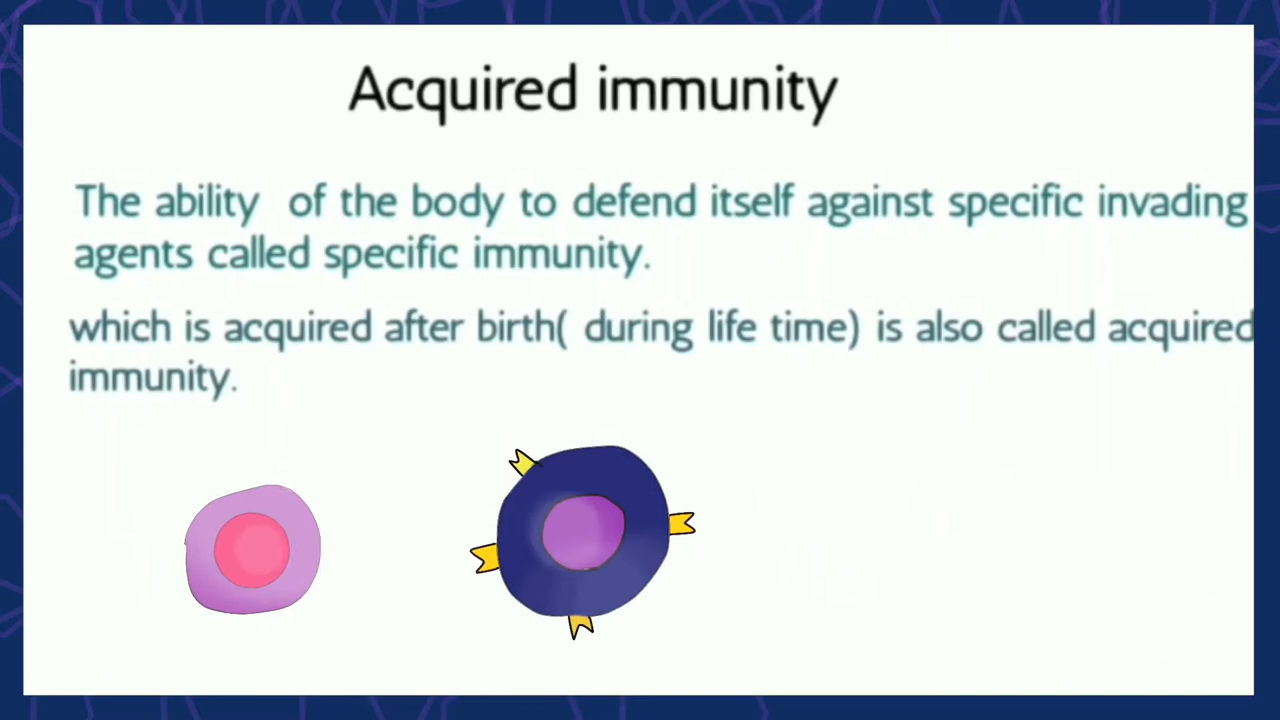 Acquired immunity
The ability of the body to defend itself against specific invading
agents called specific immunity.
which is acquired after birth( during life time) is also called acquired
immunity.